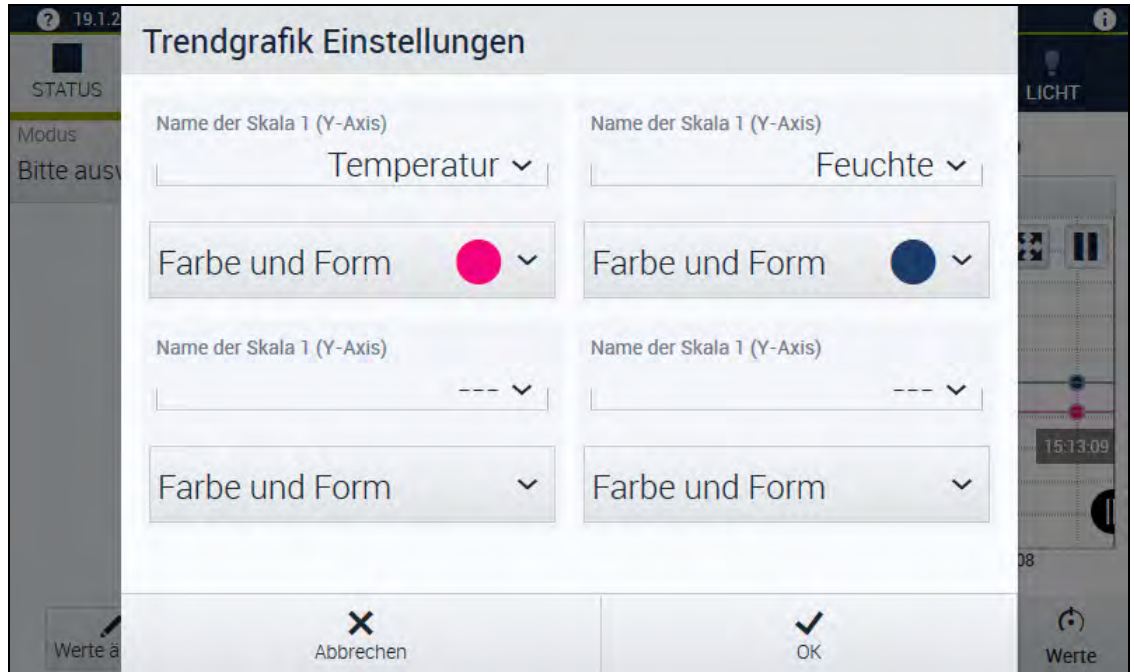 19.1.2
Trendgrafik Einstellungen
STATUS
LICHT
Modus
Name der Skala 1 (Y-Axis)
Name der Skala 1 (Y-Axis)
Bitte
Temperatur
Feuchte
Farbe und Form
Farbe und Form
Name der Skala 1 (Y-Axis)
Name der Skala 1 (Y-Axis)
---
---
15:13:09
Farbe und Form
Farbe und Form
08
Werte
Abbrechen
OK
Werte